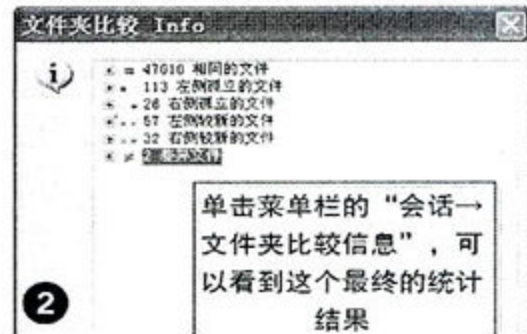 文件夹比较 Info
= 47010 相同的文件
113 左侧孤立的文件
26 右侧孤立的文件
67 左侧较新的文件
32 右侧较新的文件
≠
单击菜单栏的“会话→
文件夹比较信息”,可
以看到这个最终的统计
结果
2